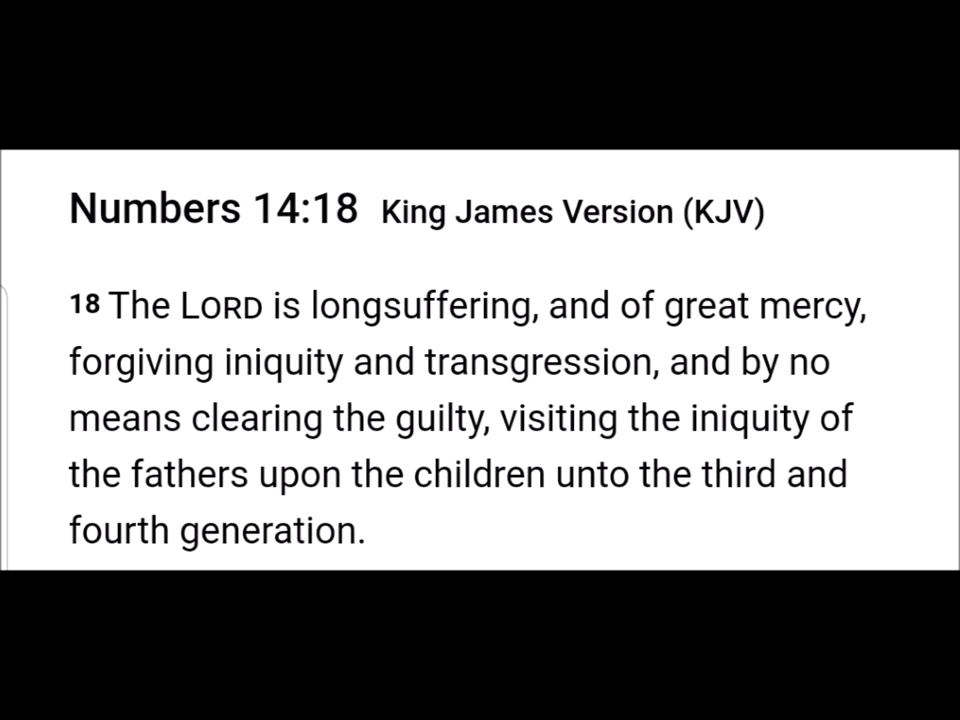 Numbers 14:18 King James Version (KJV)
18 The LORD is longsuffering, and of great mercy,
forgiving iniquity and transgression, and by no
means clearing the guilty, visiting the iniquity of
the fathers upon the children unto the third and
fourth generation.